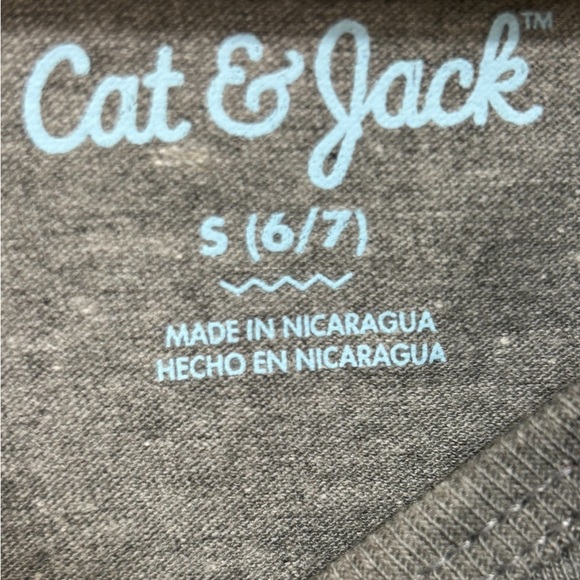 Cat & Jack™
S (6/7)
MADE IN NICARAGUA
HECHO EN NICARAGUA